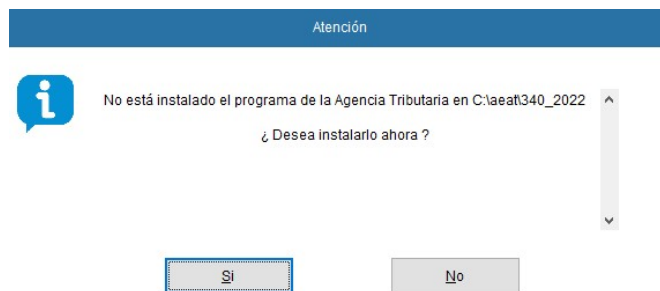 Atención
No está instalado el programa de la Agencia Tributaria en C:\aeat\340_2022
¿ Desea instalarlo ahora ?
Si
No